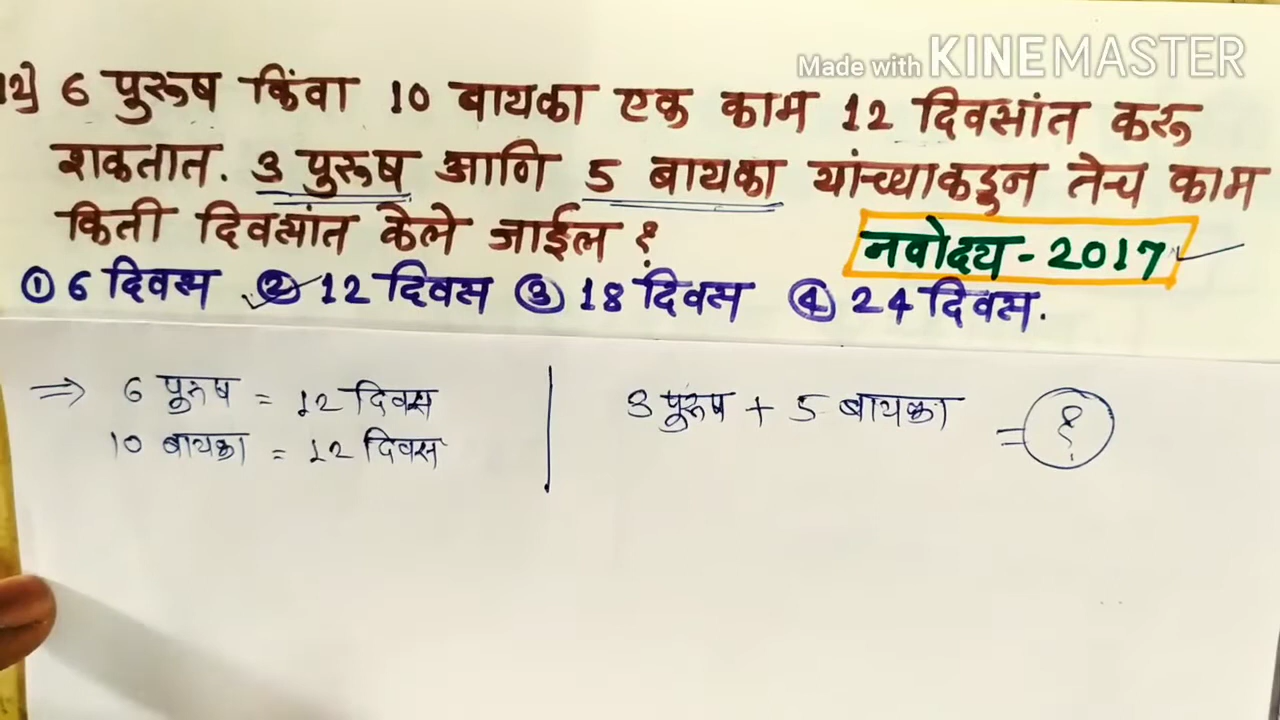 Made with KINEMASTER
12) 6 पुरूष किंवा 10 बायका एक काम 12 दिवसांत करू
शकतात. 3 पुरूष आणि 5 बायका यांच्याकडुन तेच काम
किती दिवसांत केले जाईल ?
नवोदय - 2017
① 6 दिवस ② 12 दिवस ③ 18 दिवस ④ 24 दिवस.
⇒ 6 पुरुष = 12 दिवस
10 बायका = 12 दिवस
3 पुरुष + 5 बायका = ?